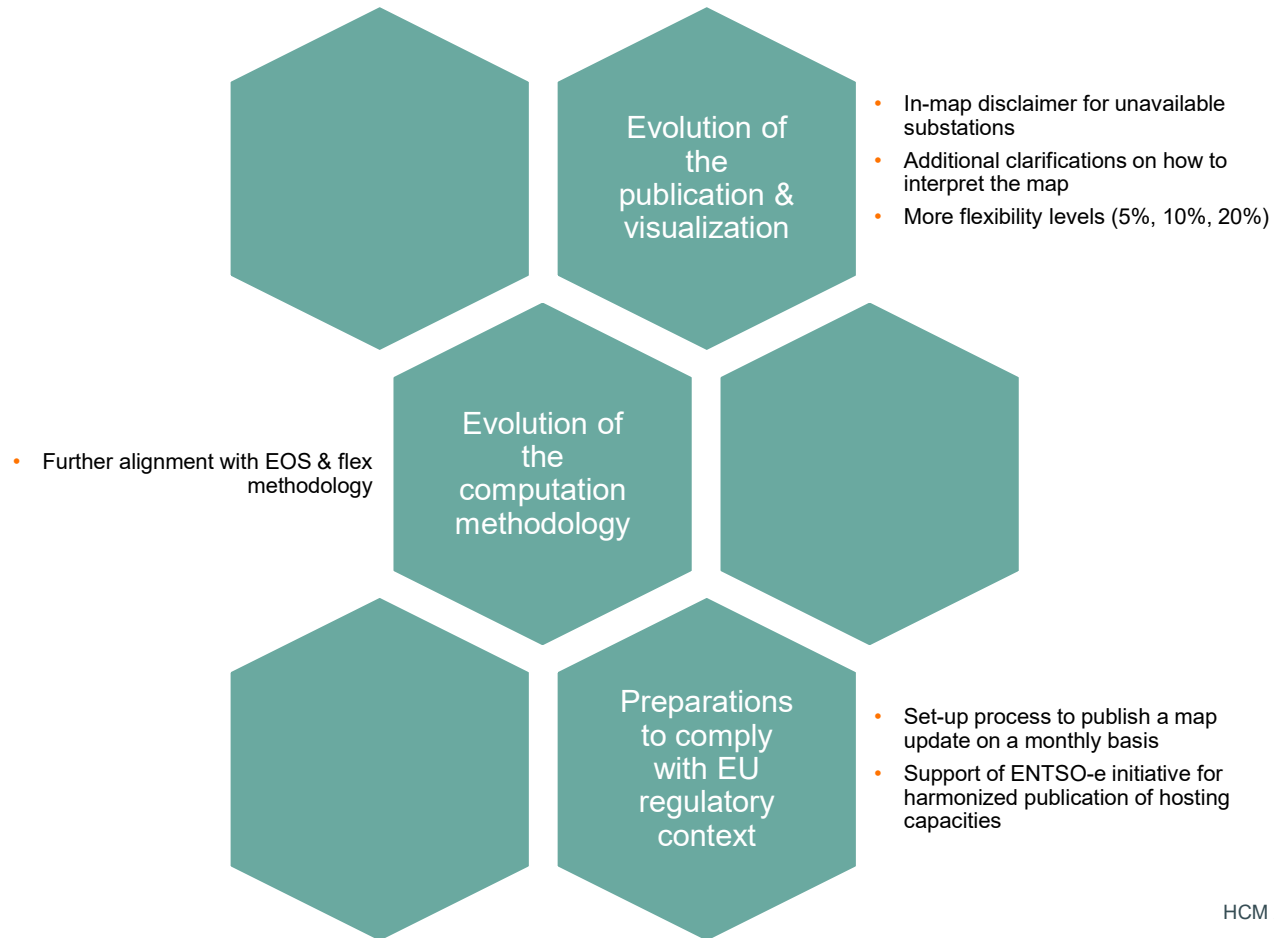 Evolution of
the
publication &
visualization
• In-map disclaimer for unavailable
substations
• Additional clarifications on how to
interpret the map
• More flexibility levels (5%, 10%, 20%)
Evolution of
the
computation
methodology
• Further alignment with EOS & flex
methodology
Preparations
to comply
with EU
regulatory
context
• Set-up process to publish a map
update on a monthly basis
• Support of ENTSO-e initiative for
harmonized publication of hosting
capacities
HCM